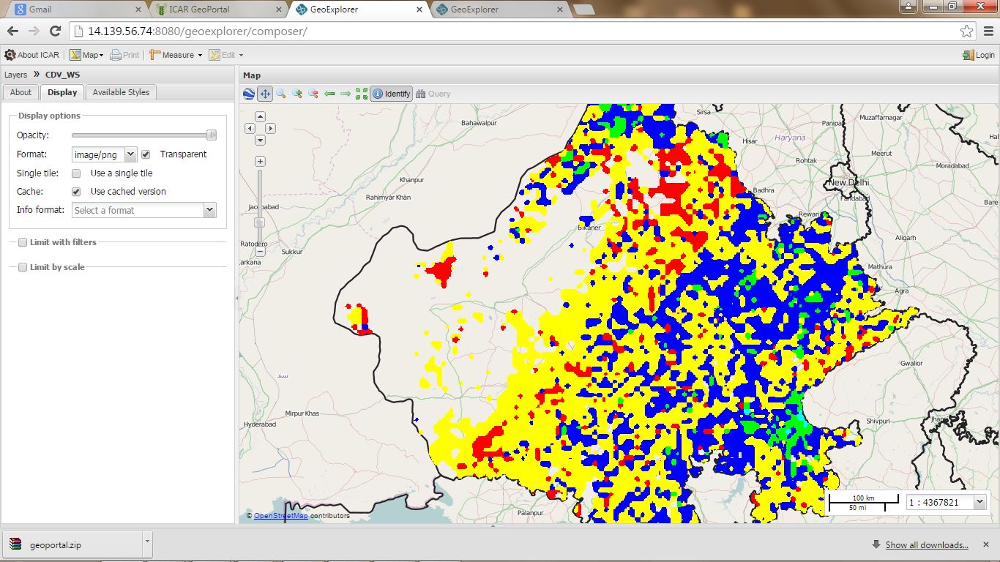 Gmail
ICAR GeoPortal
GeoExplorer
GeoExplorer
14.139.56.74:8080/geoexplorer/composer/
About ICAR
Map
Print
Measure
Edit
Login
Layers » CDV_WS
About
Display
Available Styles
Display options
Opacity:
Format: image/png Transparent
Single tile: Use a single tile
Cache: Use cached version
Info format: Select a format
Limit with filters
Limit by scale
Map
Identify
Query
Sirsa
Bahawalpur
Panipa
Muzaffarnagar
Hisar
Haryana
Hal
Meerut
Rohtak
Moradabad
Khanpur
New Delhi
Badhra
Rahimyar Khan
Faridabad
Bare
Rewari
Bikaner
Aligarh
Ratodero
Sukkur
Mathura
Agra
Gwalior
سنڌ
Mirpur Khas
Hyderabad
Shivpuri
Jhansi
Palanpur
100 km
50 mi
1 : 4367821
© OpenStreetMap contributors
geoportal.zip
Show all downloads...